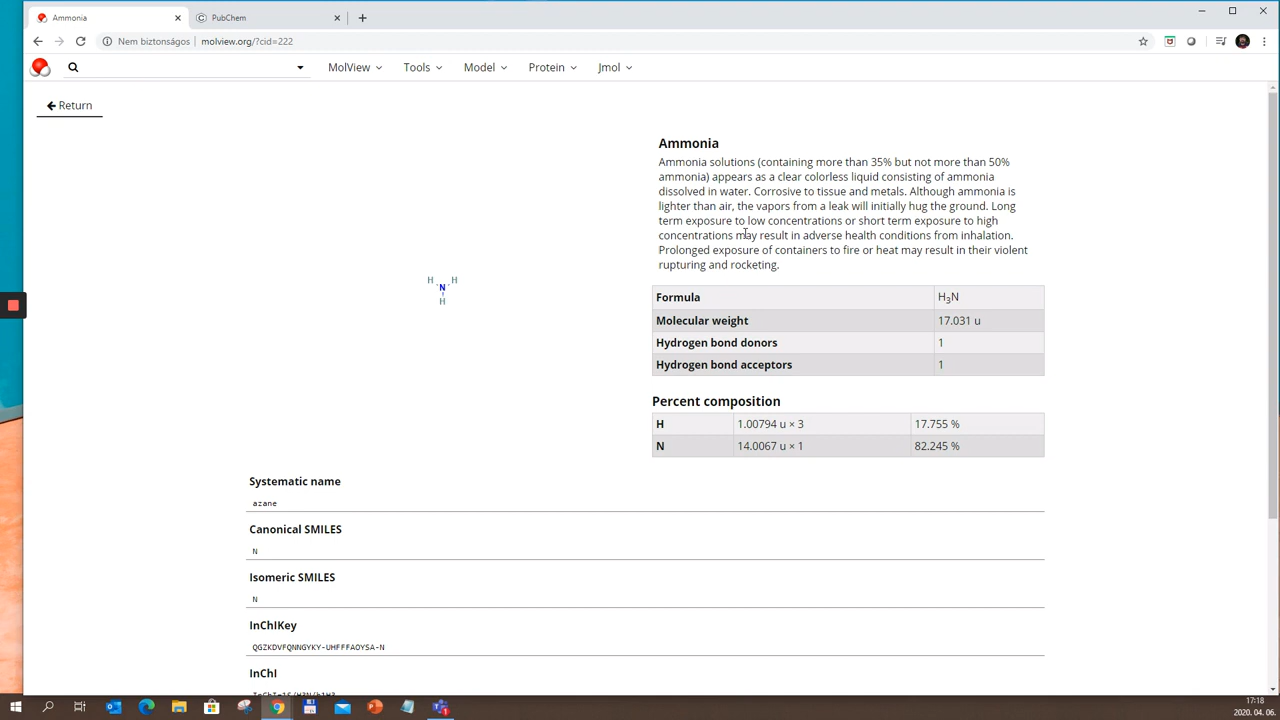 Ammonia
PubChem
Nem biztonságos
molview.org/?cid=222
MolView
Tools
Model
Protein
Jmol
Return
Ammonia
Ammonia solutions (containing more than 35% but not more than 50%
ammonia) appears as a clear colorless liquid consisting of ammonia
dissolved in water. Corrosive to tissue and metals. Although ammonia is
lighter than air, the vapors from a leak will initially hug the ground. Long
term exposure to low concentrations or short term exposure to high
concentrations may result in adverse health conditions from inhalation.
Prolonged exposure of containers to fire or heat may result in their violent
rupturing and rocketing.
H H
N
H
Formula H₃N
Molecular weight 17.031 u
Hydrogen bond donors 1
Hydrogen bond acceptors 1
Percent composition
H 1.00794 u × 3 17.755 %
N 14.0067 u × 1 82.245 %
Systematic name
azane
Canonical SMILES
N
Isomeric SMILES
N
InChIKey
QGZKDVFQNNGYKY-UHFFFAOYSA-N
InChI
InChI=1S/H3N/h1H3
17:18
2020. 04. 06.